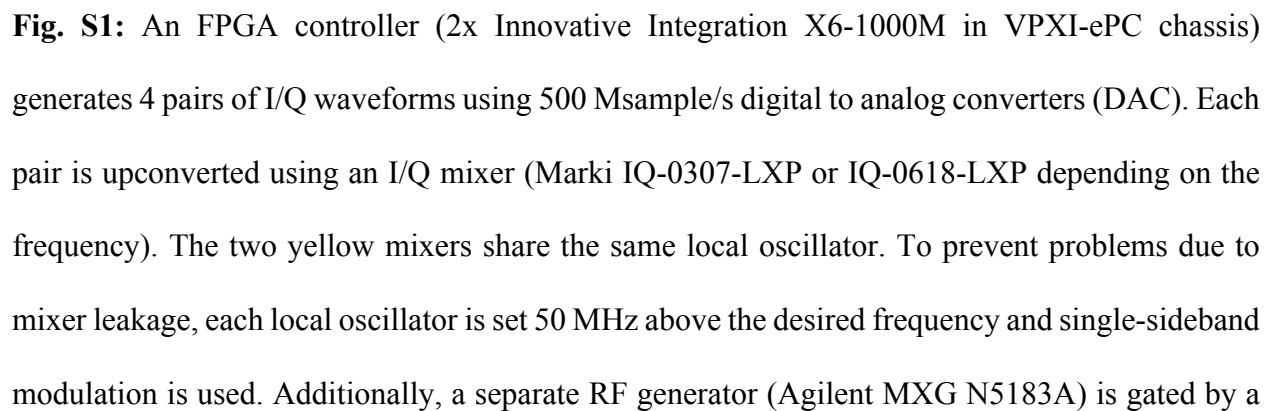 Fig. S1: An FPGA controller (2x Innovative Integration X6-1000M in VPXI-ePC chassis)
generates 4 pairs of I/Q waveforms using 500 Msample/s digital to analog converters (DAC). Each
pair is upconverted using an I/Q mixer (Marki IQ-0307-LXP or IQ-0618-LXP depending on the
frequency). The two yellow mixers share the same local oscillator. To prevent problems due to
mixer leakage, each local oscillator is set 50 MHz above the desired frequency and single-sideband
modulation is used. Additionally, a separate RF generator (Agilent MXG N5183A) is gated by a